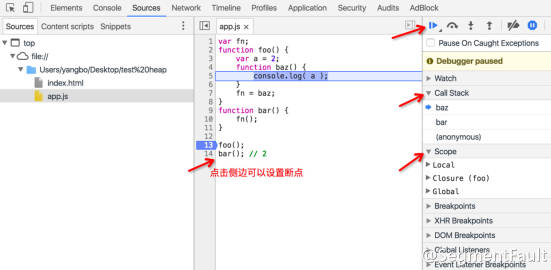 Elements Console Sources Network Timeline Profiles Application Security Audits AdBlock
Sources Content scripts Snippets
top
file://
Users/yangbo/Desktop/test%20heap
index.html
app.js
app.js ×
1 var fn;
2 function foo() {
3 var a = 2;
4 function baz() {
5 console.log( a );
6 }
7 fn = baz;
8 }
9 function bar() {
10 fn();
11 }
12
13 foo();
14 bar(); // 2
点击侧边可以设置断点
Pause On Caught Exceptions
Debugger paused
Watch
Call Stack
baz
bar
(anonymous)
Scope
Local
Closure (foo)
Global
Breakpoints
XHR Breakpoints
DOM Breakpoints
Global Listeners
Event Listener Breakpoints
@SegmentFault